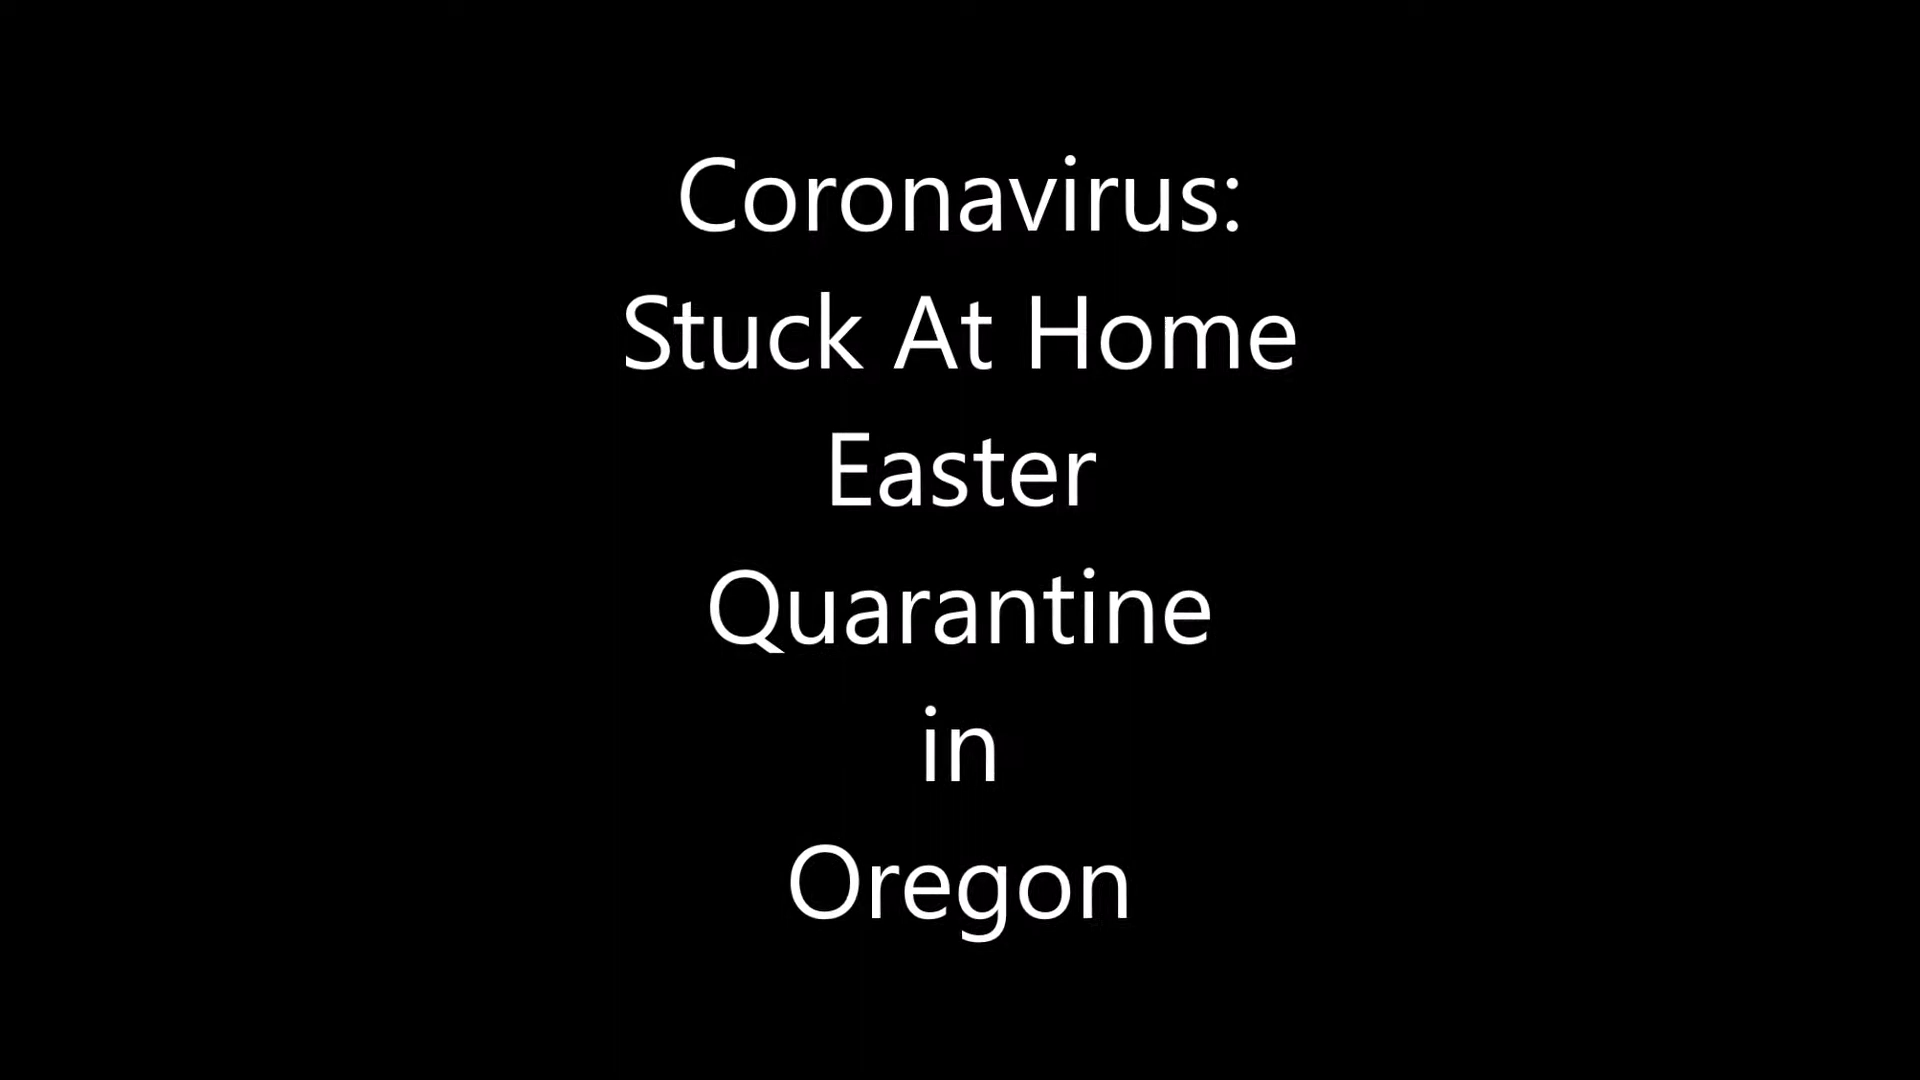 Coronavirus:
Stuck At Home
Easter
Quarantine
in
Oregon